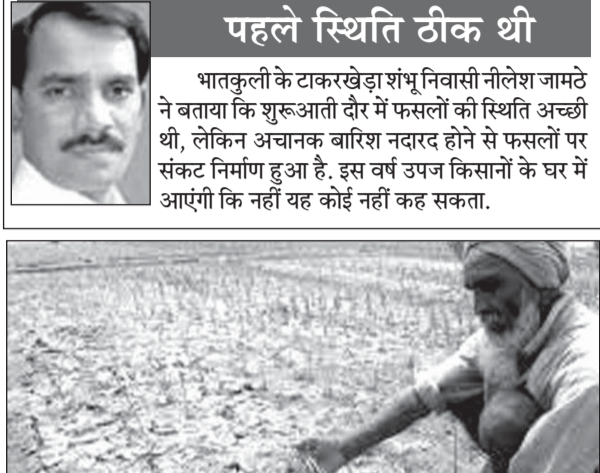 पहले स्थिति ठीक थी
भातकुली के टाकरखेड़ा शंभू निवासी नीलेश जामठे
ने बताया कि शुरूआती दौर में फसलों की स्थिति अच्छी
थी, लेकिन अचानक बारिश नदारद होने से फसलों पर
संकट निर्माण हुआ है. इस वर्ष उपज किसानों के घर में
आएंगी कि नहीं यह कोई नहीं कह सकता.